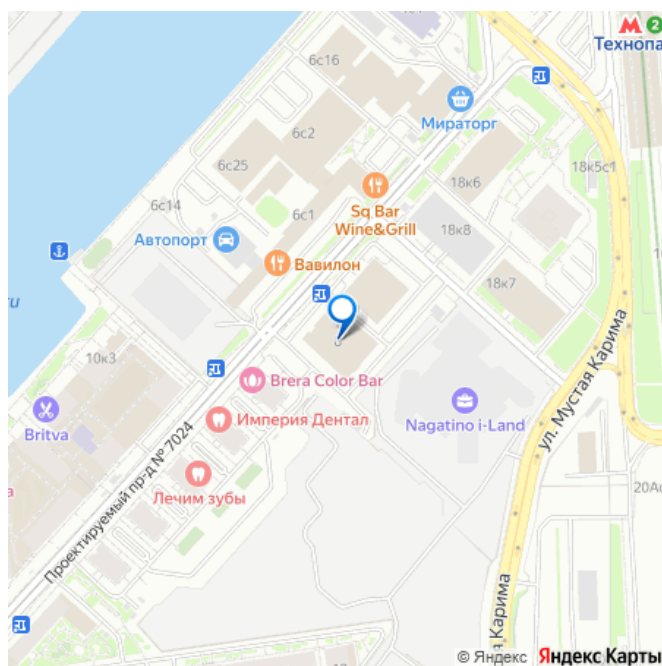 2
Технопа
6с16
Мираторг
6с2
18к5с1
6с25
18к6
6с14
Sq Bar
Wine&Grill
6с1
18к8
Автопорт
Вавилон
18к7
ул. Мустая Карима
10к3
Brera Color Bar
Britva
Империя Дентал
Nagatino i-Land
Лечим зубы
Проектируемый пр-д № 7024
я Карима
© Яндекс Яндекс Карты